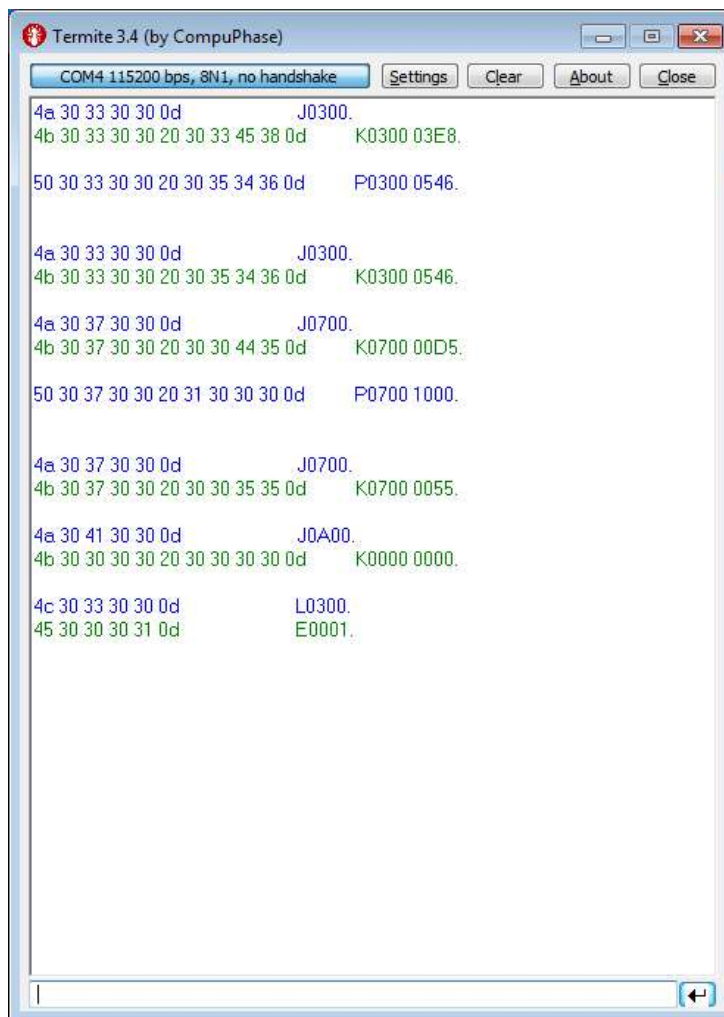 Termite 3.4 (by CompuPhase)
COM4 115200 bps, 8N1, no handshake Settings Clear About Close
4a 30 33 30 30 0d J0300.
4b 30 33 30 30 20 30 33 45 38 0d K0300 03E8.
50 30 33 30 30 20 30 35 34 36 0d P0300 0546.
4a 30 33 30 30 0d J0300.
4b 30 33 30 30 20 30 35 34 36 0d K0300 0546.
4a 30 37 30 30 0d J0700.
4b 30 37 30 30 20 30 30 44 35 0d K0700 00D5.
50 30 37 30 30 20 31 30 30 30 0d P0700 1000.
4a 30 37 30 30 0d J0700.
4b 30 37 30 30 20 30 30 35 35 0d K0700 0055.
4a 30 41 30 30 0d J0A00.
4b 30 30 30 30 20 30 30 30 30 0d K0000 0000.
4c 30 33 30 30 0d L0300.
45 30 30 30 31 0d E0001.